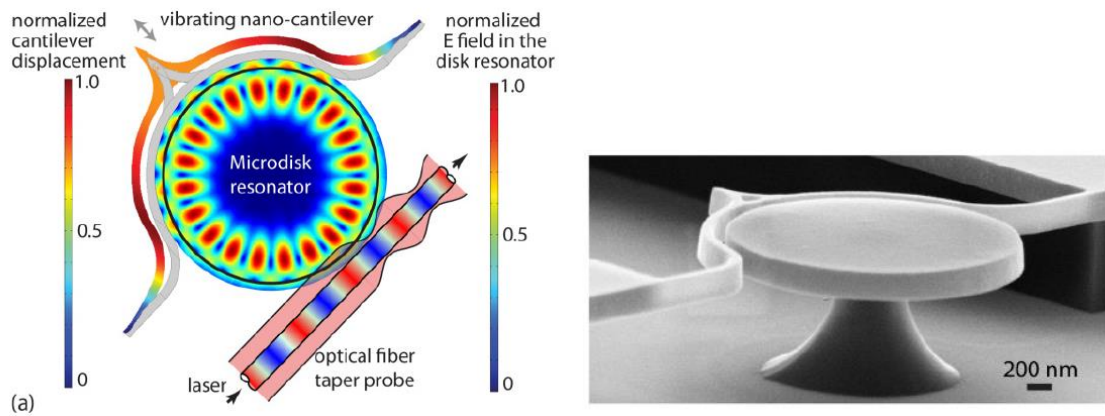 normalized
cantilever
displacement
vibrating nano-cantilever
normalized
E field in the
disk resonator
1.0
1.0
Microdisk
resonator
0.5
0.5
optical fiber
taper probe
laser
0
0
(a)
200 nm